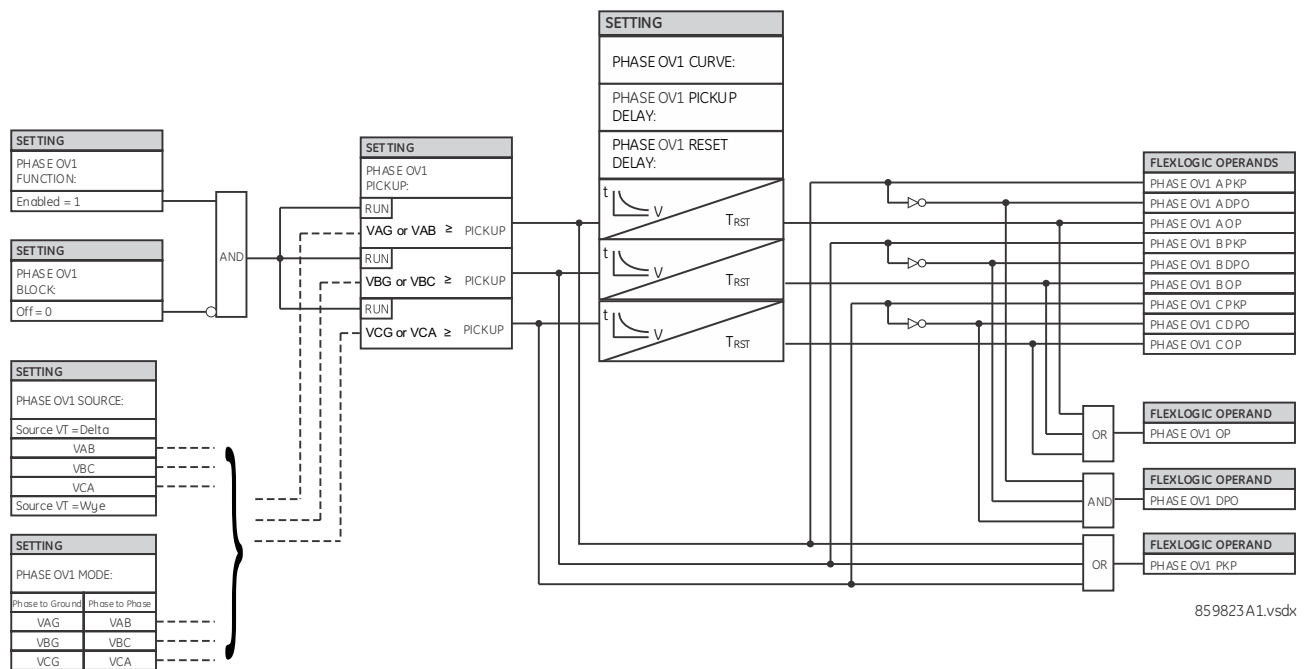 SETTING
PHASE OV1
FUNCTION:
Enabled = 1
SETTING
PHASE OV1
BLOCK:
Off = 0
AND
SETTING
PHASE OV1 SOURCE:
Source VT =Delta
VAB
VBC
VCA
Source VT =Wye
SETTING
PHASE OV1 MODE:
Phase to Ground Phase to Phase
VAG VAB
VBG VBC
VCG VCA
SETTING
PHASE OV1
PICKUP:
RUN
VAG or VAB ≥ PICKUP
RUN
VBG or VBC ≥ PICKUP
RUN
VCG or VCA ≥ PICKUP
SETTING
PHASE OV1 CURVE:
PHASE OV1 PICKUP
DELAY:
PHASE OV1 RESET
DELAY:
t V TRST
t V TRST
t V TRST
FLEXLOGIC OPERANDS
PHASE OV1 A PKP
PHASE OV1 A DPO
PHASE OV1 A OP
PHASE OV1 B PKP
PHASE OV1 B DPO
PHASE OV1 B OP
PHASE OV1 C PKP
PHASE OV1 C DPO
PHASE OV1 C OP
OR
FLEXLOGIC OPERAND
PHASE OV1 OP
AND
FLEXLOGIC OPERAND
PHASE OV1 DPO
OR
FLEXLOGIC OPERAND
PHASE OV1 PKP
859823A1.vsdx